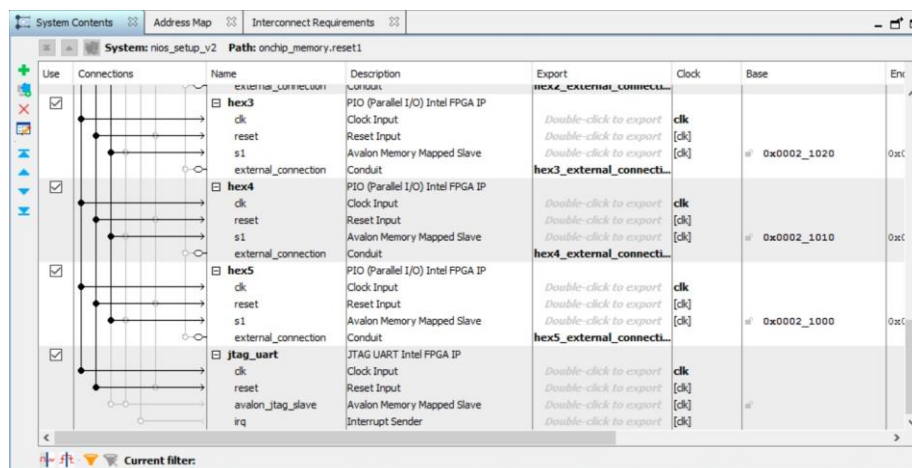 System Contents Address Map Interconnect Requirements
System: nios_setup_v2 Path: onchip_memory.reset1
Use Connections Name Description Export Clock Base
external_connection Conduit hex2_external_connecti...
hex3 PIO (Parallel I/O) Intel FPGA IP
clk Clock Input Double-click to export clk
reset Reset Input Double-click to export [clk]
s1 Avalon Memory Mapped Slave Double-click to export [clk] 0x0002_1020
external_connection Conduit hex3_external_connecti...
hex4 PIO (Parallel I/O) Intel FPGA IP
clk Clock Input Double-click to export clk
reset Reset Input Double-click to export [clk]
s1 Avalon Memory Mapped Slave Double-click to export [clk] 0x0002_1010
external_connection Conduit hex4_external_connecti...
hex5 PIO (Parallel I/O) Intel FPGA IP
clk Clock Input Double-click to export clk
reset Reset Input Double-click to export [clk]
s1 Avalon Memory Mapped Slave Double-click to export [clk] 0x0002_1000
external_connection Conduit hex5_external_connecti...
jtag_uart JTAG UART Intel FPGA IP
clk Clock Input Double-click to export clk
reset Reset Input Double-click to export [clk]
avalon_jtag_slave Avalon Memory Mapped Slave Double-click to export [clk]
irq Interrupt Sender Double-click to export [clk]
Current filter: